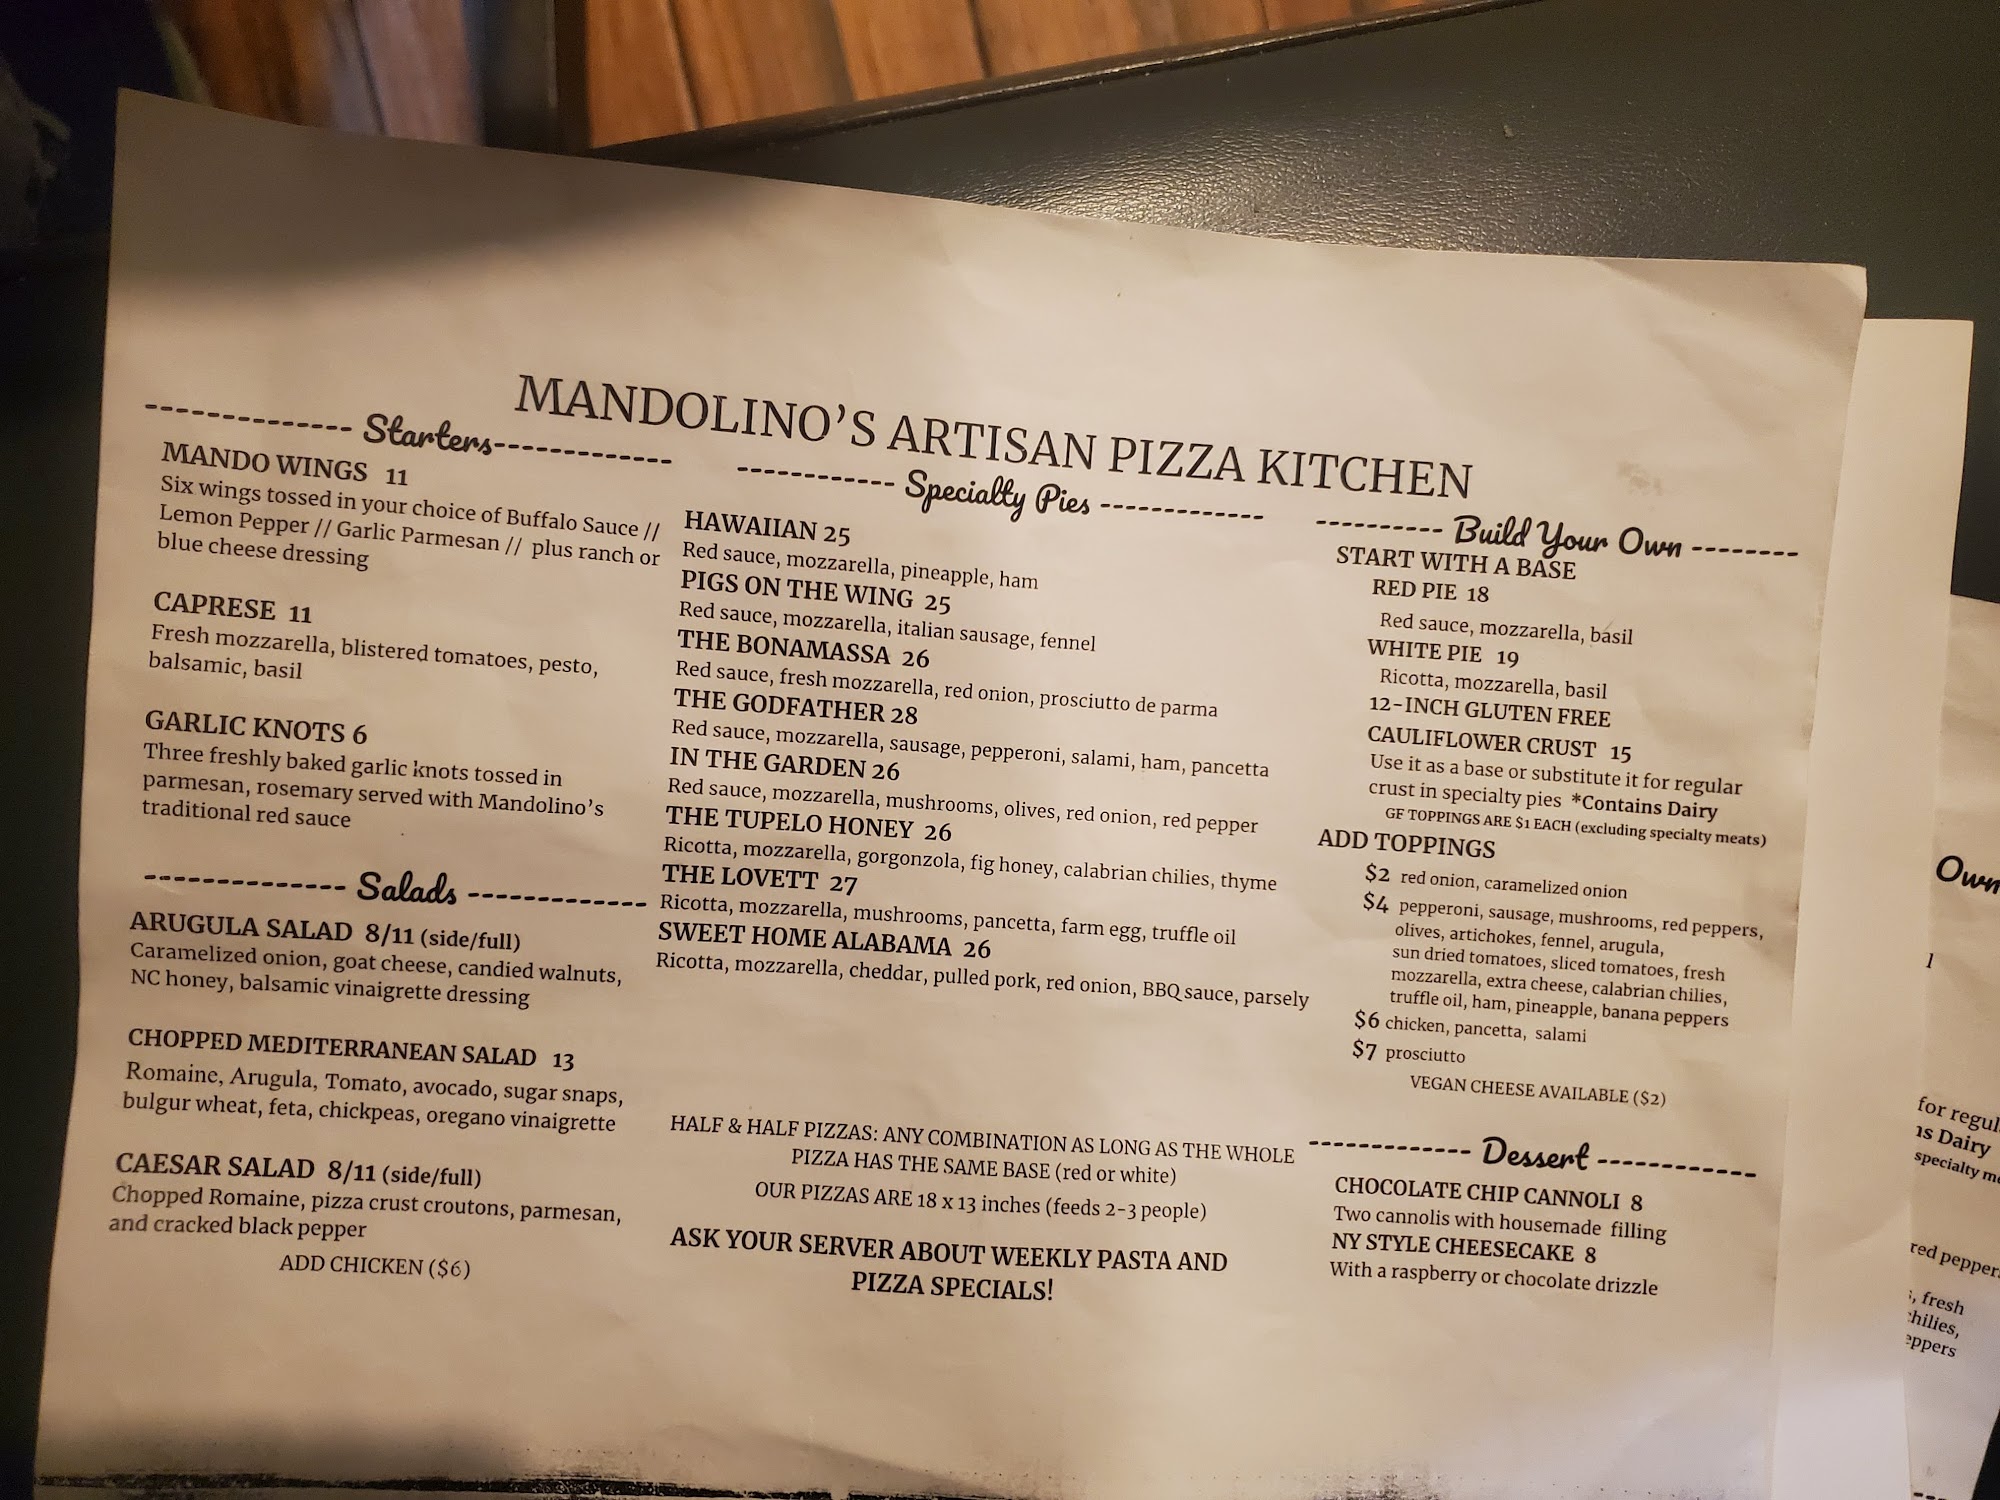 MANDOLINO'S ARTISAN PIZZA KITCHEN
------------- Starters-------------
MANDO WINGS 11
Six wings tossed in your choice of Buffalo Sauce //
Lemon Pepper // Garlic Parmesan // plus ranch or
blue cheese dressing
CAPRESE 11
Fresh mozzarella, blistered tomatoes, pesto,
balsamic, basil
GARLIC KNOTS 6
Three freshly baked garlic knots tossed in
parmesan, rosemary served with Mandolino's
traditional red sauce
------------- Salads -------------
ARUGULA SALAD 8/11 (side/full)
Caramelized onion, goat cheese, candied walnuts,
NC honey, balsamic vinaigrette dressing
CHOPPED MEDITERRANEAN SALAD 13
Romaine, Arugula, Tomato, avocado, sugar snaps,
bulgur wheat, feta, chickpeas, oregano vinaigrette
CAESAR SALAD 8/11 (side/full)
Chopped Romaine, pizza crust croutons, parmesan,
and cracked black pepper
ADD CHICKEN ($6)
----------- Specialty Pies ------------
HAWAIIAN 25
Red sauce, mozzarella, pineapple, ham
PIGS ON THE WING 25
Red sauce, mozzarella, italian sausage, fennel
THE BONAMASSA 26
Red sauce, fresh mozzarella, red onion, prosciutto de parma
THE GODFATHER 28
Red sauce, mozzarella, sausage, pepperoni, salami, ham, pancetta
IN THE GARDEN 26
Red sauce, mozzarella, mushrooms, olives, red onion, red pepper
THE TUPELO HONEY 26
Ricotta, mozzarella, gorgonzola, fig honey, calabrian chilies, thyme
THE LOVETT 27
Ricotta, mozzarella, mushrooms, pancetta, farm egg, truffle oil
SWEET HOME ALABAMA 26
Ricotta, mozzarella, cheddar, pulled pork, red onion, BBQ sauce, parsely
HALF & HALF PIZZAS: ANY COMBINATION AS LONG AS THE WHOLE
PIZZA HAS THE SAME BASE (red or white)
OUR PIZZAS ARE 18 x 13 inches (feeds 2-3 people)
ASK YOUR SERVER ABOUT WEEKLY PASTA AND
PIZZA SPECIALS!
---------- Build Your Own --------
START WITH A BASE
RED PIE 18
Red sauce, mozzarella, basil
WHITE PIE 19
Ricotta, mozzarella, basil
12-INCH GLUTEN FREE
CAULIFLOWER CRUST 15
Use it as a base or substitute it for regular
crust in specialty pies *Contains Dairy
GF TOPPINGS ARE $1 EACH (excluding specialty meats)
ADD TOPPINGS
$2 red onion, caramelized onion
$4 pepperoni, sausage, mushrooms, red peppers,
olives, artichokes, fennel, arugula,
sun dried tomatoes, sliced tomatoes, fresh
mozzarella, extra cheese, calabrian chilies,
truffle oil, ham, pineapple, banana peppers
$6 chicken, pancetta, salami
$7 prosciutto
VEGAN CHEESE AVAILABLE ($2)
------------ Dessert ------------
CHOCOLATE CHIP CANNOLI 8
Two cannolis with housemade filling
NY STYLE CHEESECAKE 8
With a raspberry or chocolate drizzle
Own
for regul
Dairy
specialty
red pepper
, fresh